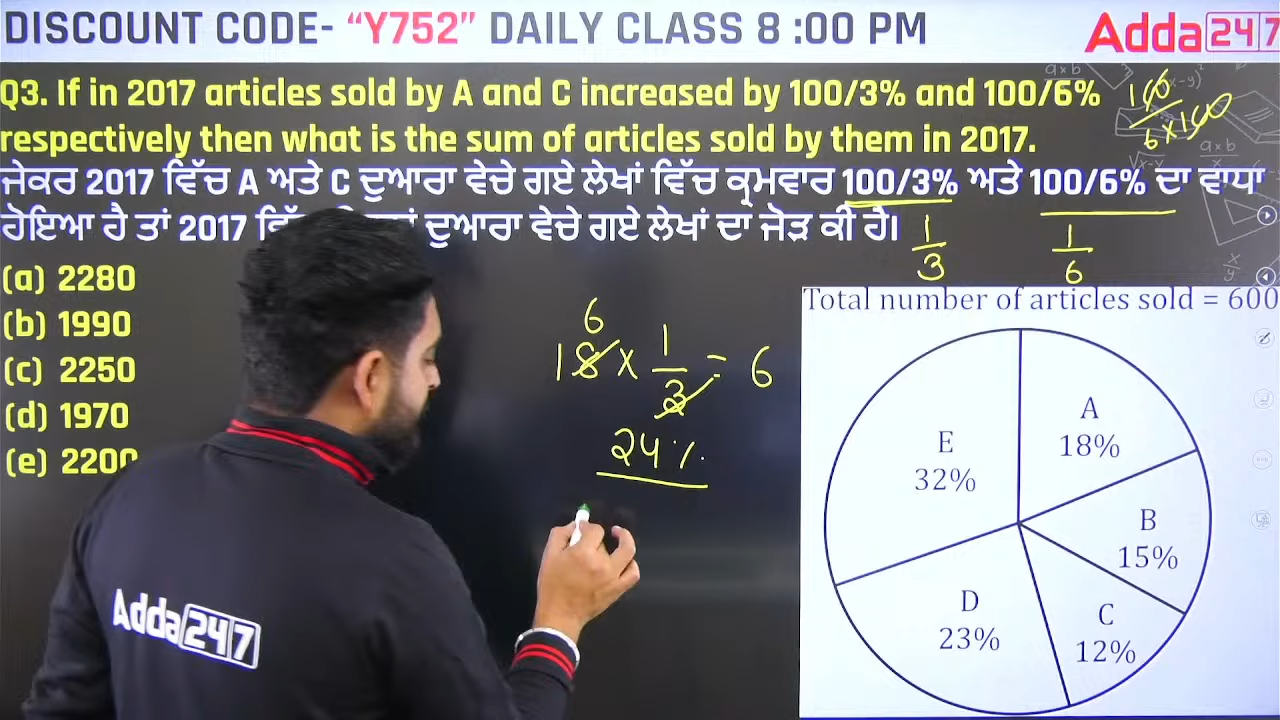 DISCOUNT CODE- “Y752” DAILY CLASS 8 :00 PM
Adda247
Q3. If in 2017 articles sold by A and C increased by 100/3% and 100/6%
respectively then what is the sum of articles sold by them in 2017.
ਜੇਕਰ 2017 ਵਿੱਚ A ਅਤੇ C ਦੁਆਰਾ ਵੇਚੇ ਗਏ ਲੇਖਾਂ ਵਿੱਚ ਕ੍ਰਮਵਾਰ 100/3% ਅਤੇ 100/6% ਦਾ ਵਾਧਾ
ਹੋਇਆ ਹੈ ਤਾਂ 2017 ਦੁਆਰਾ ਵੇਚੇ ਗਏ ਲੇਖਾਂ ਦਾ ਜੋੜ ਕੀ ਹੈ।
100
6 x 100
1
3
1
6
(a) 2280
(b) 1990
(c) 2250
(d) 1970
(e) 2200
6
18 x 1/3 = 6
24%
Total number of articles sold = 600
A
18%
B
15%
C
12%
D
23%
E
32%
Adda247